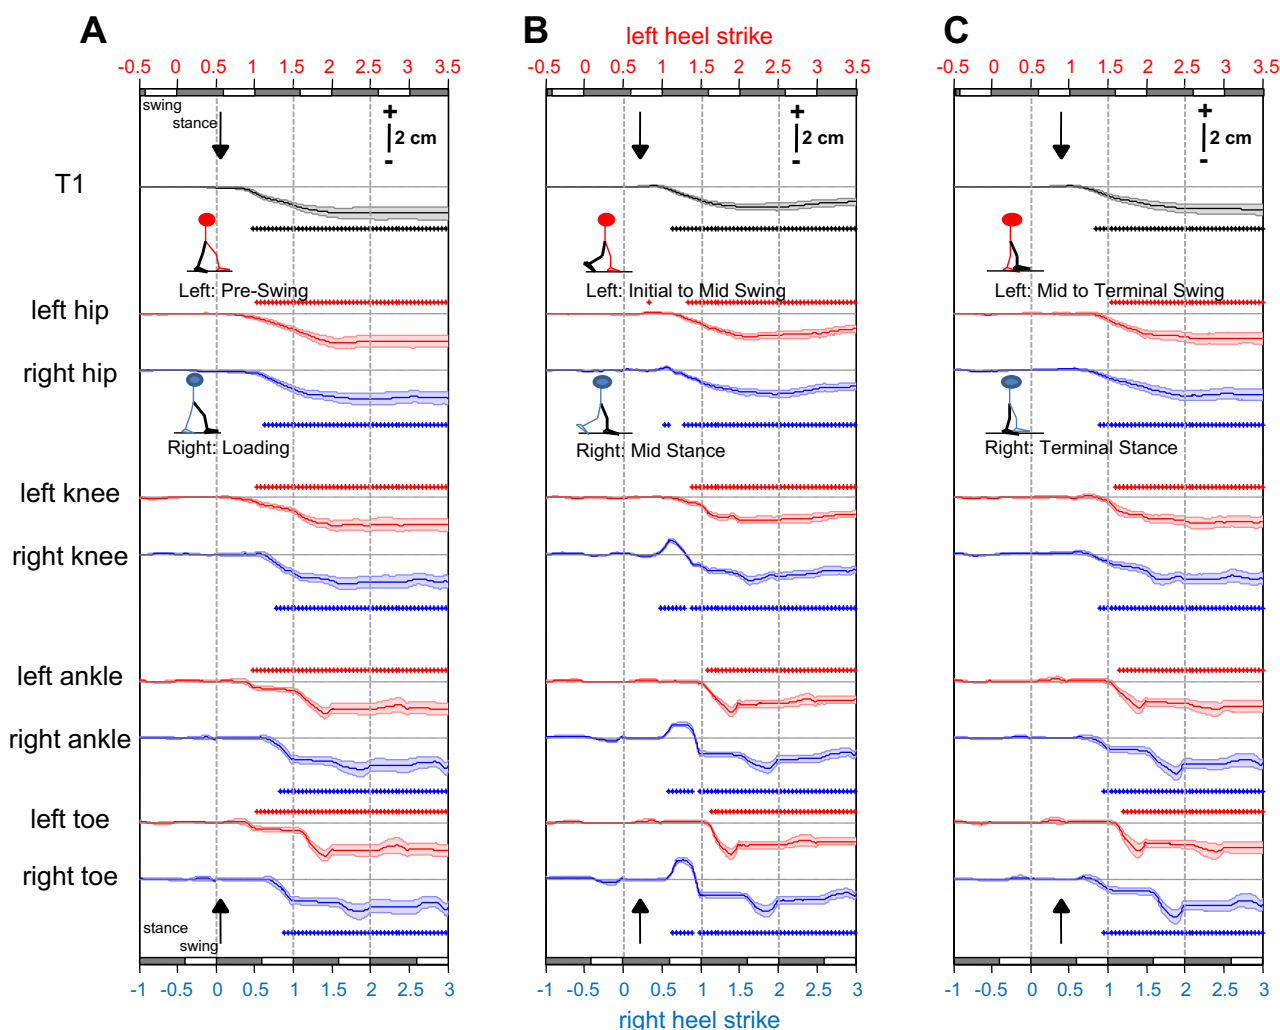 A B C
left heel strike
-0.5 0 0.5 1 1.5 2 2.5 3 3.5
-0.5 0 0.5 1 1.5 2 2.5 3 3.5
-0.5 0 0.5 1 1.5 2 2.5 3 3.5
swing
stance
+
2 cm
-
+
2 cm
-
+
2 cm
-
T1
Left: Pre-Swing
Left: Initial to Mid Swing
Left: Mid to Terminal Swing
left hip
right hip
Right: Loading
Right: Mid Stance
Right: Terminal Stance
left knee
right knee
left ankle
right ankle
left toe
right toe
stance
swing
-1 -0.5 0 0.5 1 1.5 2 2.5 3
-1 -0.5 0 0.5 1 1.5 2 2.5 3
-1 -0.5 0 0.5 1 1.5 2 2.5 3
right heel strike